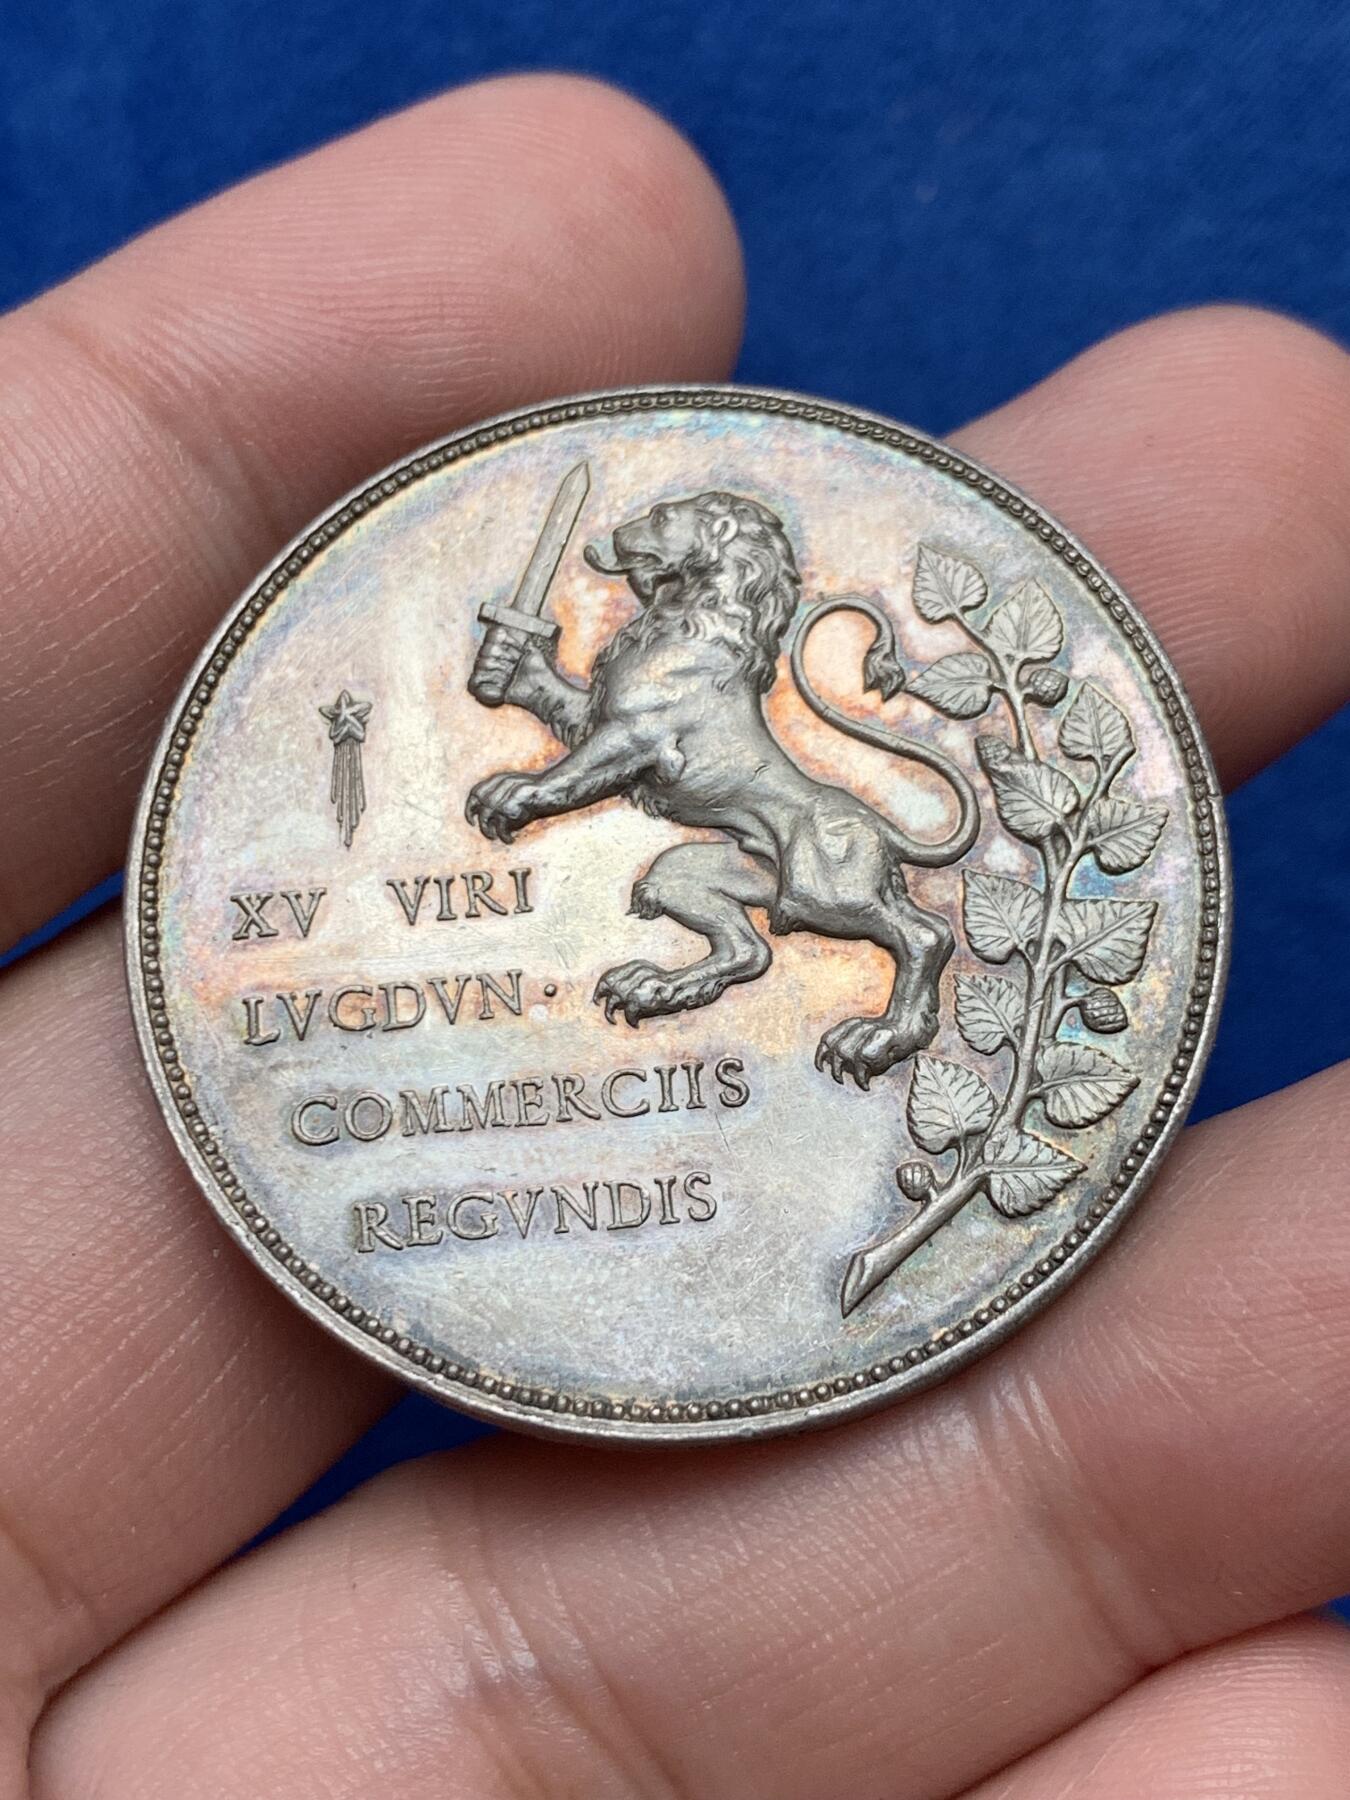 XV VIRI
LVGDVN·
COMMERCIIS
REGVNDIS